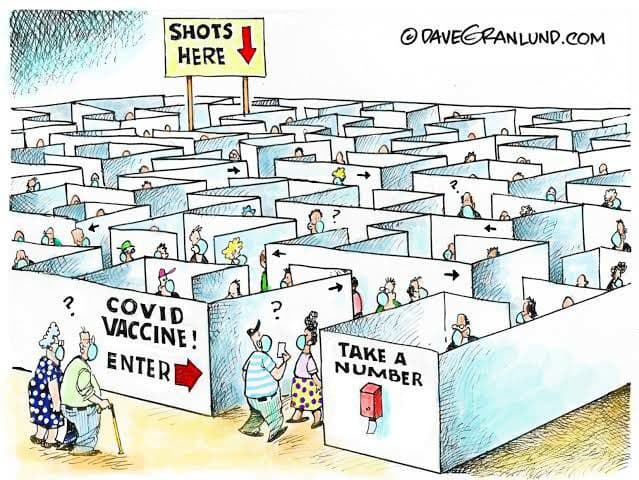 SHOTS
HERE
© DAVEGRANLUND.COM
?
?
?
COVID
VACCINE!
ENTER
?
TAKE A
NUMBER